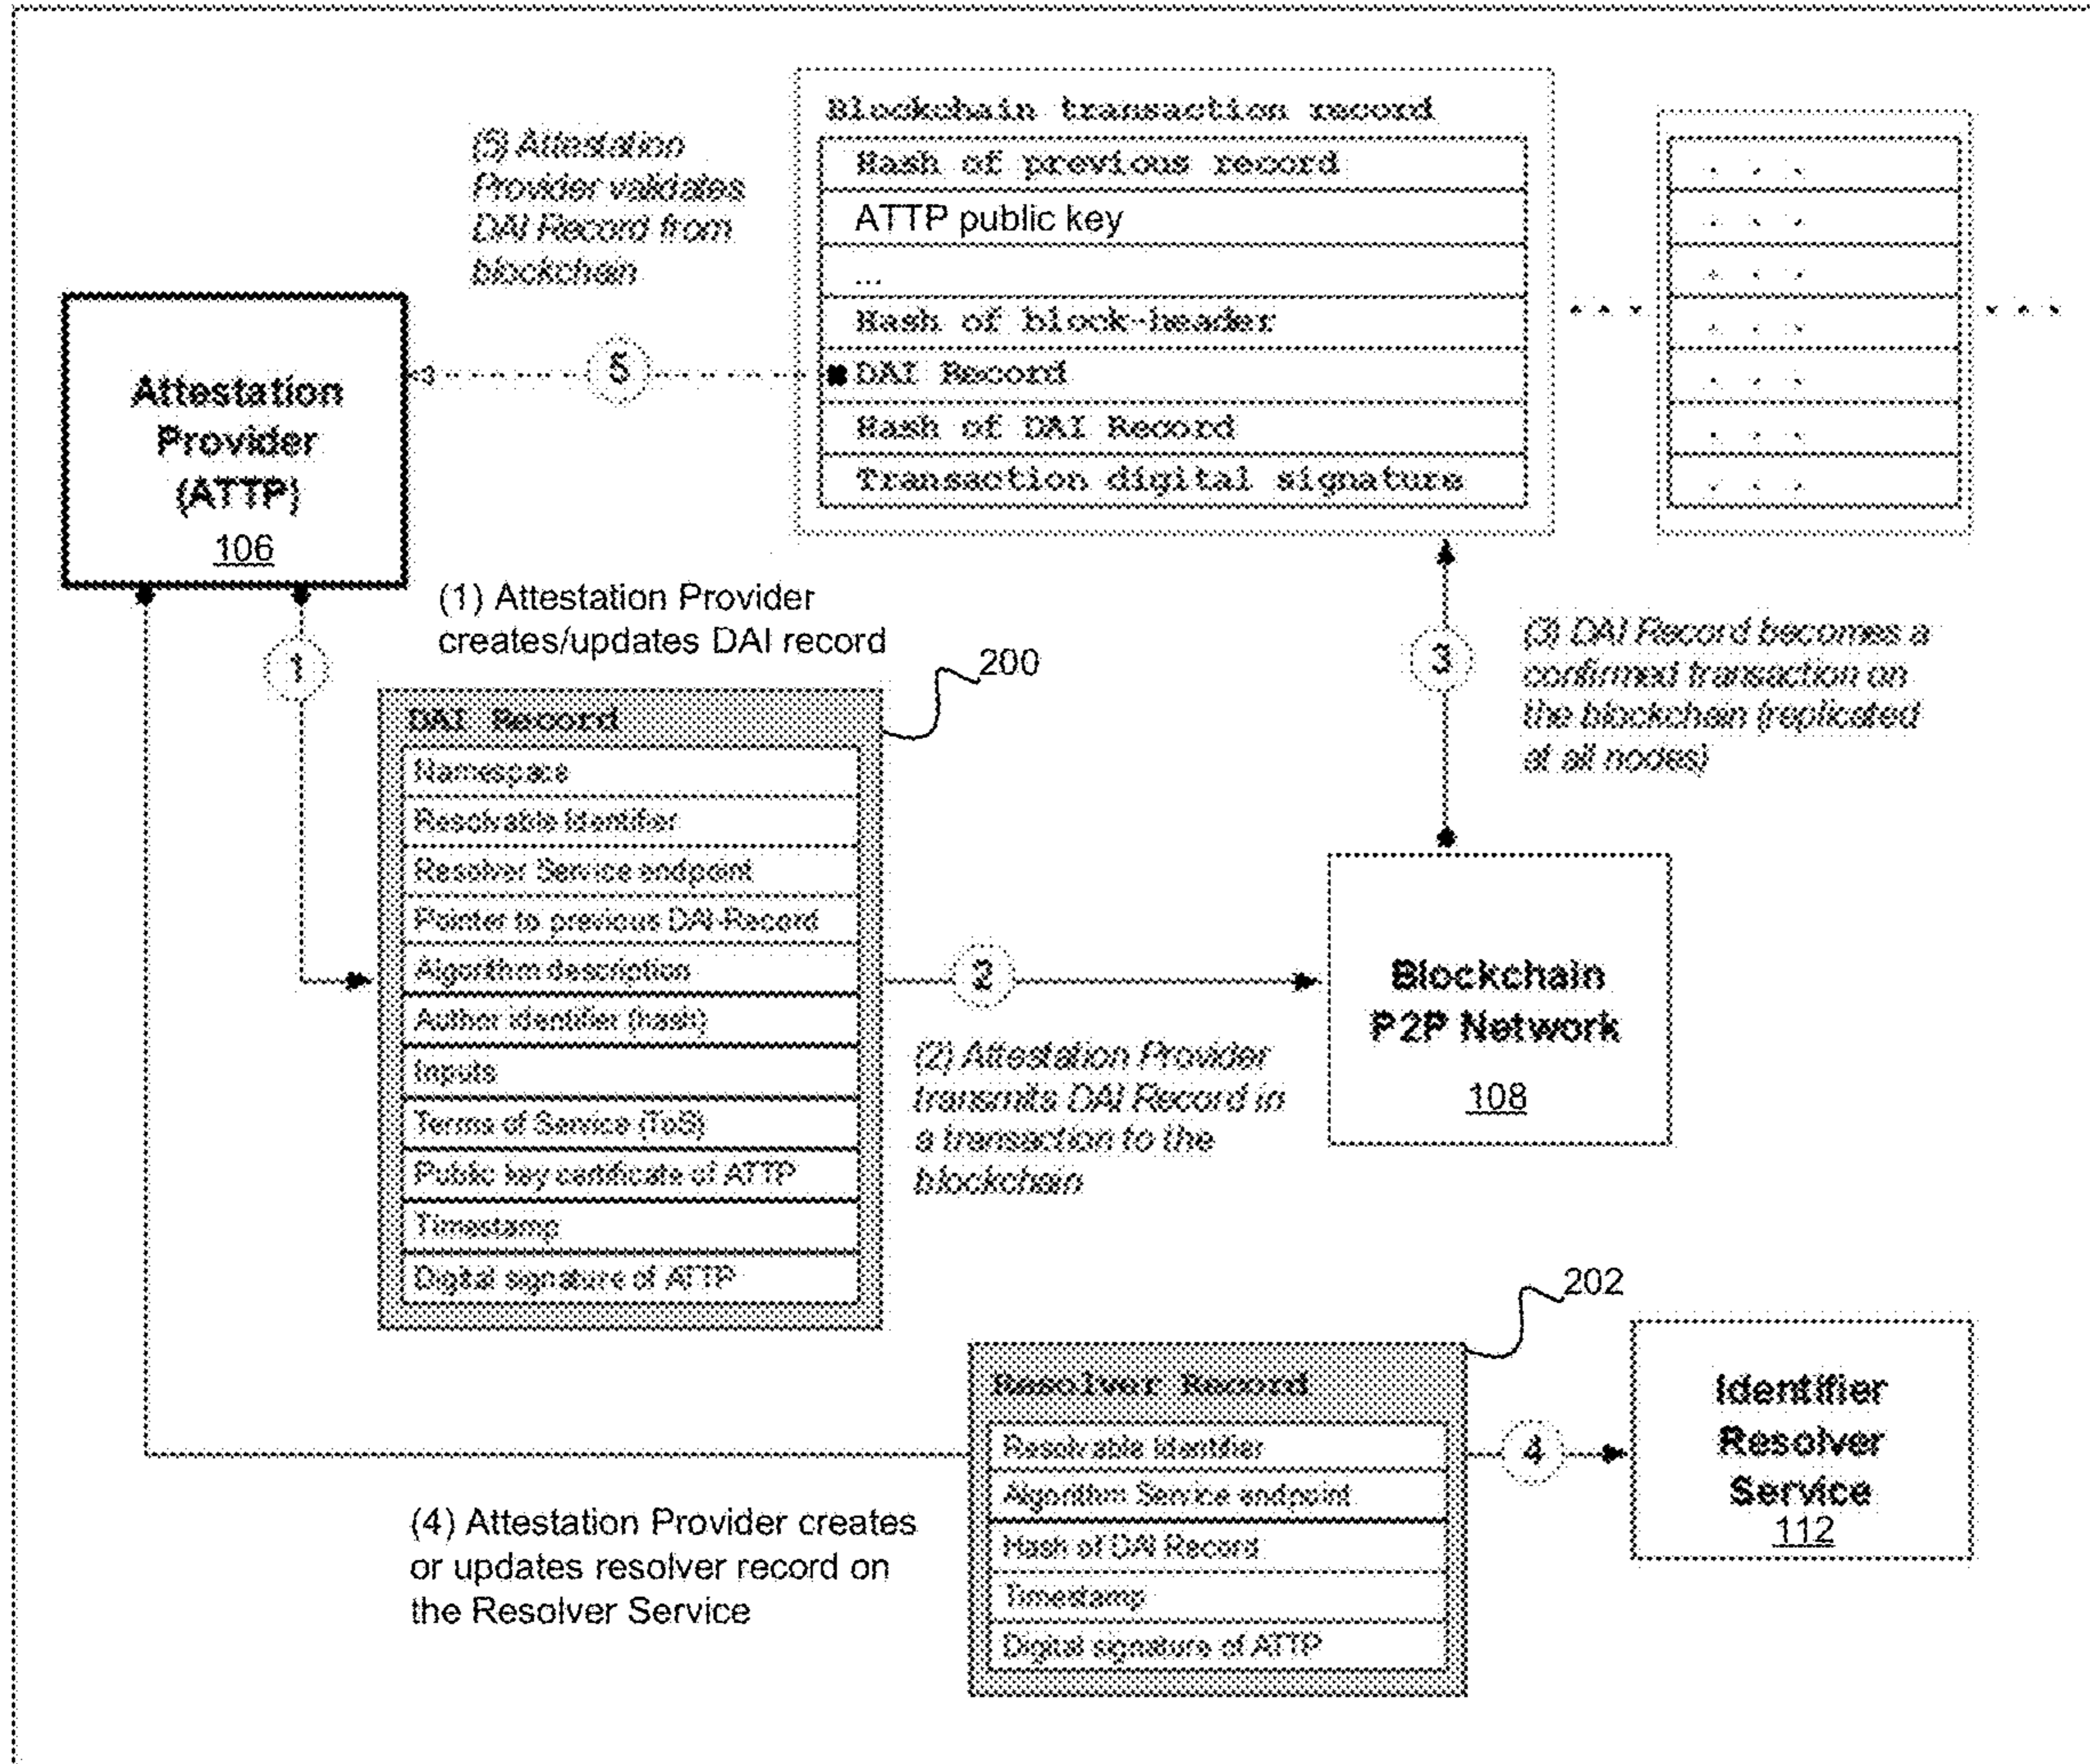 Blockchain transaction record
Hash of previous record
ATTP public key
...
Hash of block-header
DAI Record
Hash of DAI Record
Transaction digital signature
. . .
. . .
. . .
. . .
. . .
. . .
. . .
. . . .
. . . .
(5) Attestation
Provider validates
DAI Record from
blockchain
5
Attestation
Provider
(ATTP)
106
(1) Attestation Provider
creates/updates DAI record
1
200
DAI Record
Namespace
Resolvable Identifier
Resolver Service endpoint
Pointer to previous DAI-Record
Algorithm description
Author identifier (hash)
Inputs
Terms of Service (ToS)
Public key certificate of ATTP
Timestamp
Digital signature of ATTP
2
(2) Attestation Provider
transmits DAI Record in
a transaction to the
blockchain
3
(3) DAI Record becomes a
confirmed transaction on
the blockchain (replicated
at all nodes)
Blockchain
P2P Network
108
202
Resolver Record
Resolvable Identifier
Algorithm Service endpoint
Hash of DAI Record
Timestamp
Digital signature of ATTP
4
Identifier
Resolver
Service
112
(4) Attestation Provider creates
or updates resolver record on
the Resolver Service